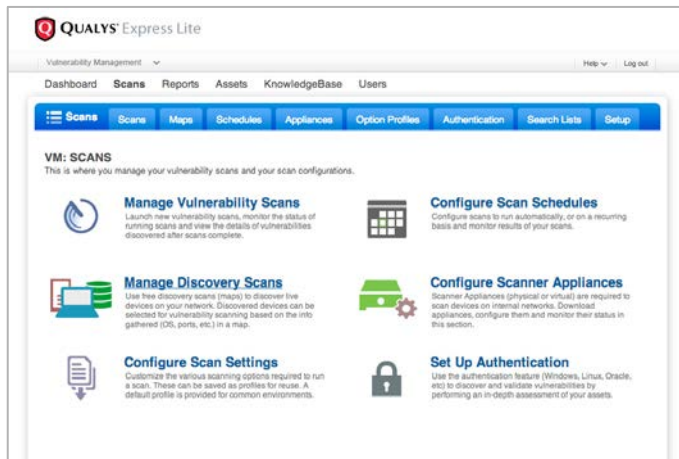 QUALYS' Express Lite
Vulnerability Management
Help
Log out
Dashboard Scans Reports Assets KnowledgeBase Users
Scans Scans Maps Schedules Appliances Option Profiles Authentication Search Lists Setup
VM: SCANS
This is where you manage your vulnerability scans and your scan configurations.
Manage Vulnerability Scans
Launch new vulnerability scans, monitor the status of
running scans and view the details of vulnerabilities
discovered after scans complete.
Configure Scan Schedules
Configure scans to run automatically, or on a recurring
basis and monitor results of your scans.
Manage Discovery Scans
Use free discovery scans (maps) to discover live
devices on your network. Discovered devices can be
selected for vulnerability scanning based on the info
gathered (OS, ports, etc.) in a map.
Configure Scanner Appliances
Scanner Appliances (physical or virtual) are required to
scan devices on internal networks. Download
appliances, configure them and monitor their status in
this section.
Configure Scan Settings
Customize the various scanning options required to run
a scan. These can be saved as profiles for reuse. A
default profile is provided for common environments.
Set Up Authentication
Use the authentication feature (Windows, Linux, Oracle,
etc) to discover and validate vulnerabilities by
performing an in-depth assessment of your assets.